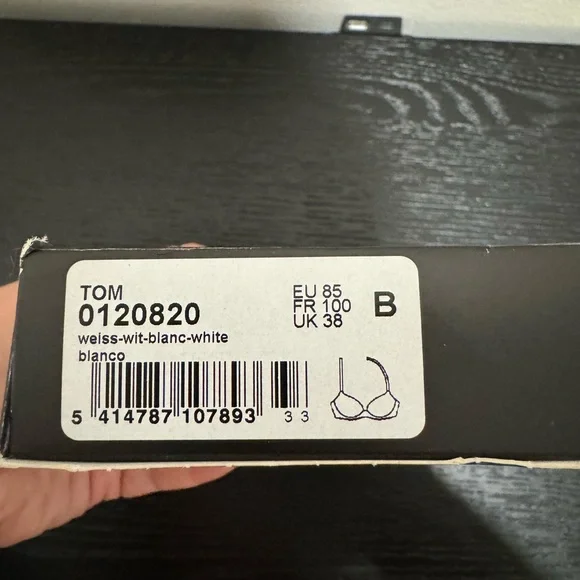 TOM
0120820
weiss-wit-blanc-white
blanco
EU 85
FR 100
UK 38
B
5 414787 107893 3 3